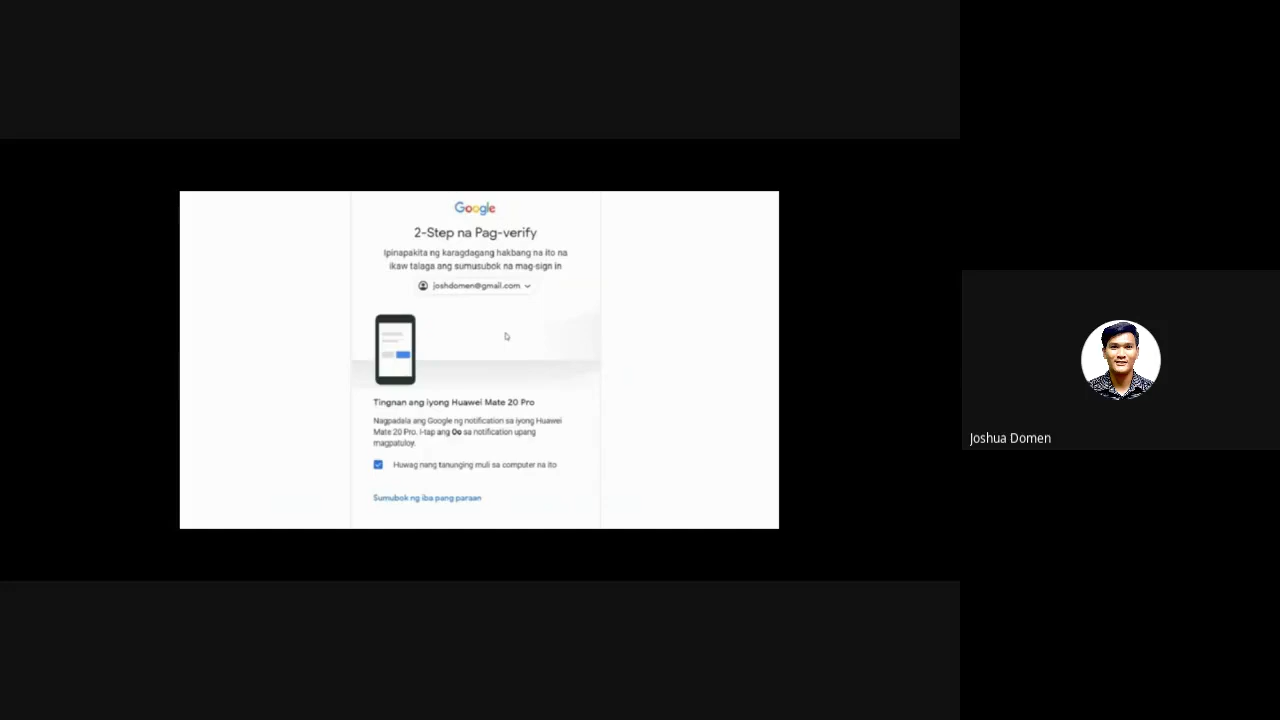 Google
2-Step na Pag-verify
Ipinapakita ng karagdagang hakbang na ito na
ikaw talaga ang sumusubok na mag-sign in
joshdomen@gmail.com
Tingnan ang iyong Huawei Mate 20 Pro
Nagpadala ang Google ng notification sa iyong Huawei
Mate 20 Pro. I-tap ang Oo sa notification upang
magpatuloy.
Huwag nang tanunging muli sa computer na ito
Sumubok ng iba pang paraan
Joshua Domen